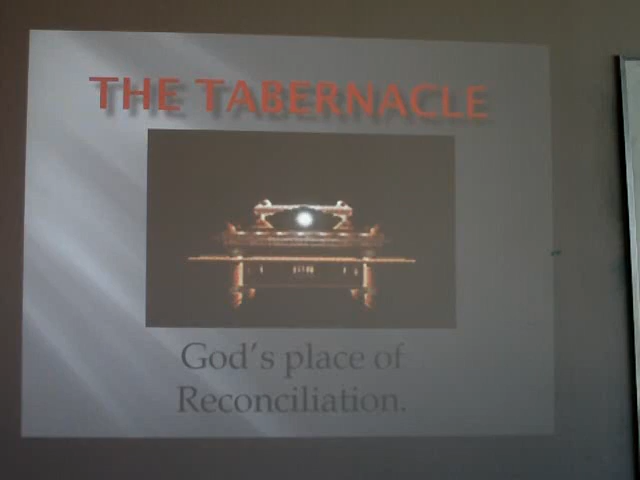 THE TABERNACLE
God's place of
Reconciliation.